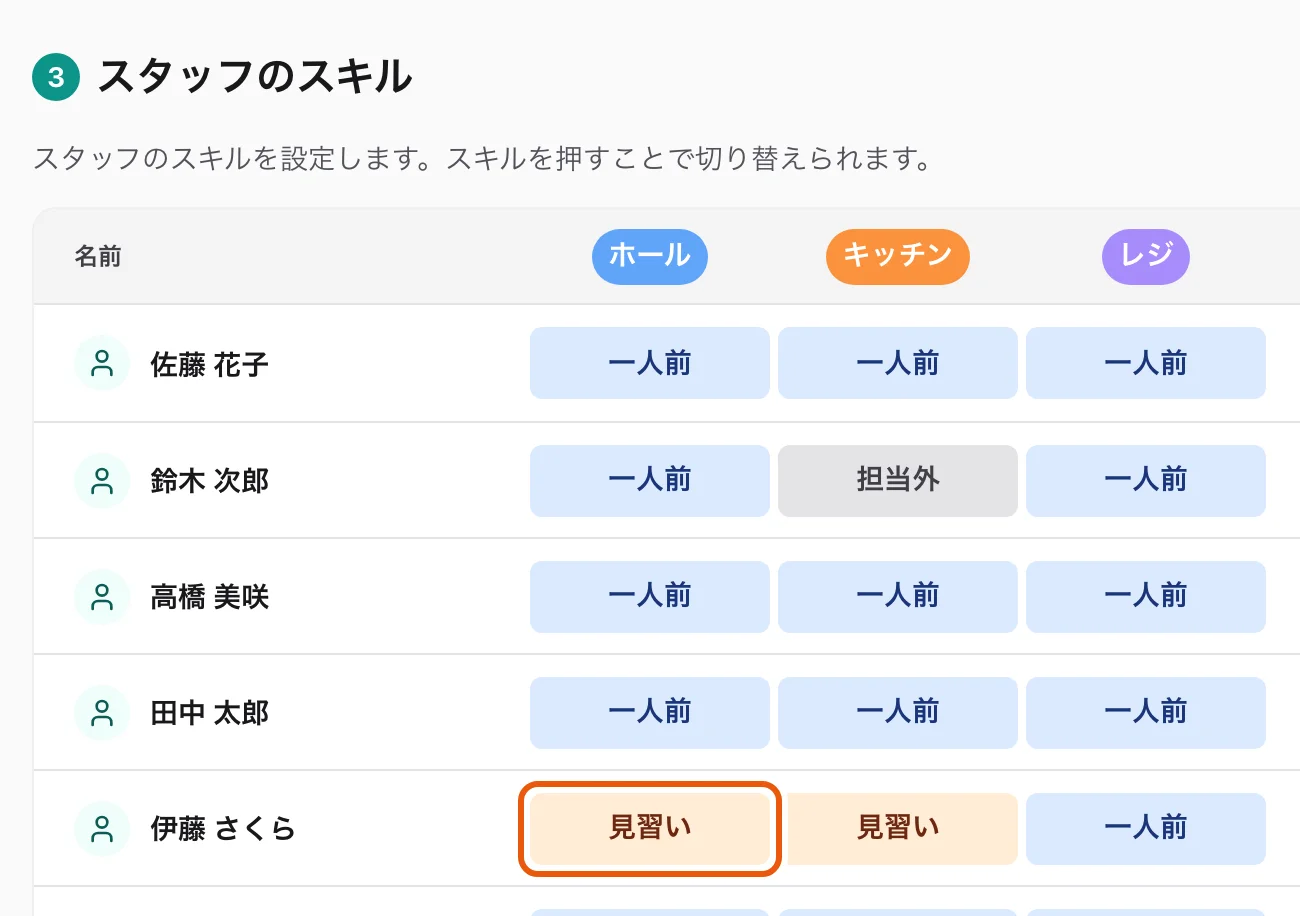 3 スタッフのスキル
スタッフのスキルを設定します。スキルを押すことで切り替えられます。
名前 ホール キッチン レジ
佐藤 花子 一人前 一人前 一人前
鈴木 次郎 一人前 担当外 一人前
高橋 美咲 一人前 一人前 一人前
田中 太郎 一人前 一人前 一人前
伊藤 さくら 見習い 見習い 一人前